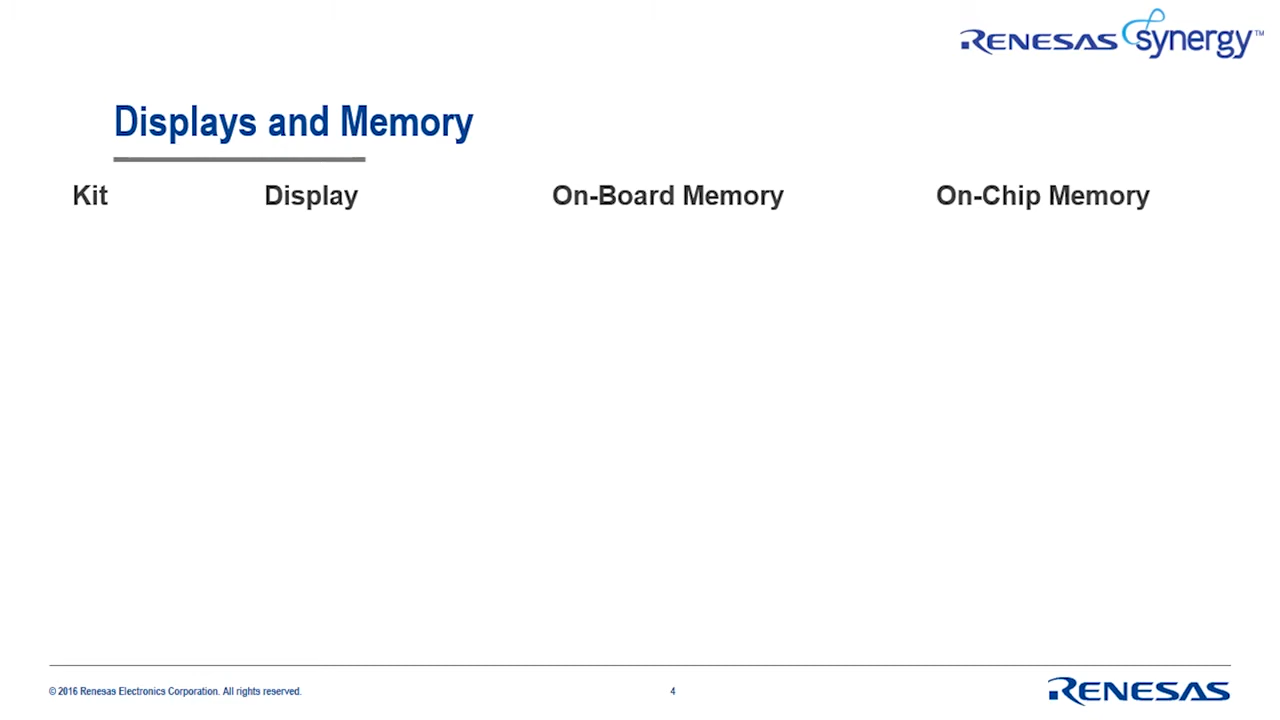 RENESAS synergy™
Displays and Memory
Kit Display On-Board Memory On-Chip Memory
© 2016 Renesas Electronics Corporation. All rights reserved. 4 RENESAS